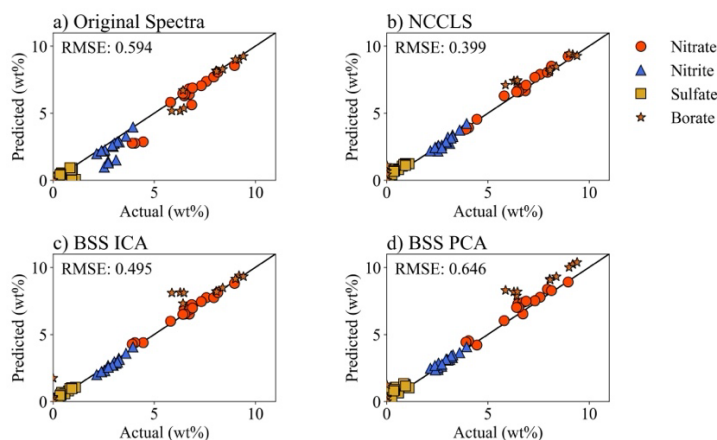 a) Original Spectra
RMSE: 0.594
10
5
0
0
5
10
Predicted (wt%)
Actual (wt%)
b) NCCLS
RMSE: 0.399
10
5
0
0
5
10
Predicted (wt%)
Actual (wt%)
Nitrate
Nitrite
Sulfate
Borate
c) BSS ICA
RMSE: 0.495
10
5
0
0
5
10
Predicted (wt%)
Actual (wt%)
d) BSS PCA
RMSE: 0.646
10
5
0
0
5
10
Predicted (wt%)
Actual (wt%)